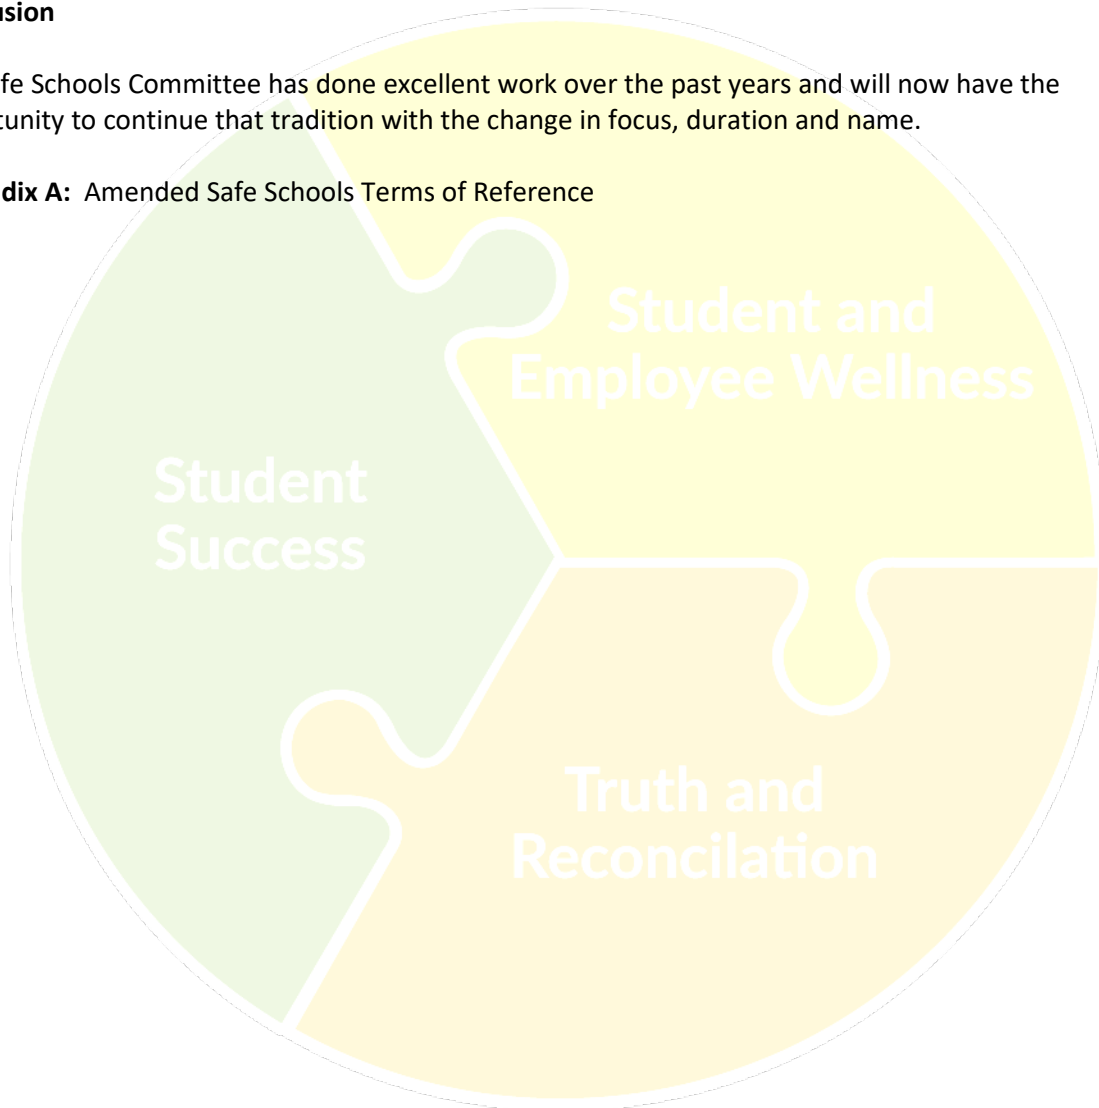 usion
fe Schools Committee has done excellent work over the past years and will now have the
tunity to continue that tradition with the change in focus, duration and name.
dix A: Amended Safe Schools Terms of Reference
Student and
Employee Wellness
Student
Success
Truth and
Reconcilation